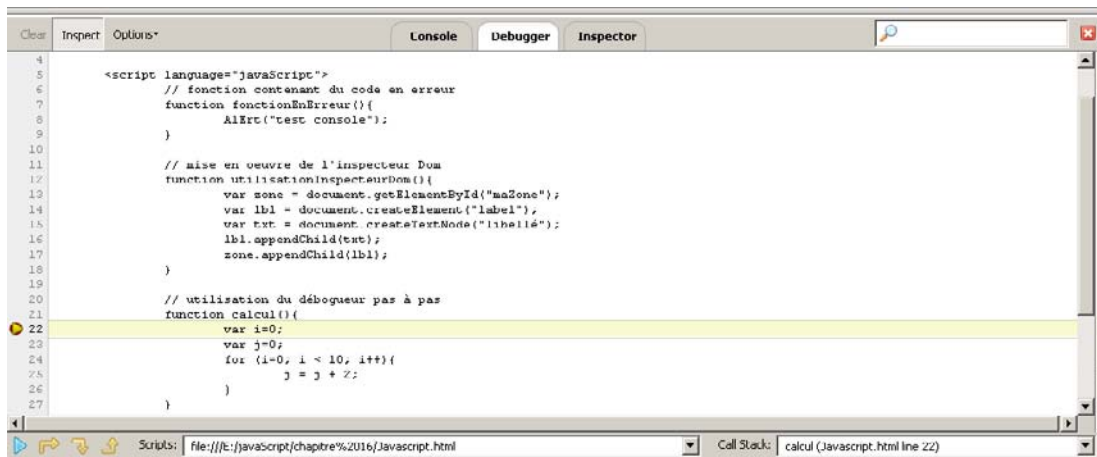 Clear Inspect Options Console Debugger Inspector
4
5 <script language="javaScript">
6 // fonction contenant du code en erreur
7 function fonctionEnErreur(){
8 AlErt("test console");
9 }
10
11 // mise en oeuvre de l'inspecteur Dom
12 function utilisationInspecteurDom(){
13 var zone = document.getElementById("maZone");
14 var lbl = document.createElement("label");
15 var txt = document.createTextNode("libellé");
16 lbl.appendChild(txt);
17 zone.appendChild(lbl);
18 }
19
20 // utilisation du débogueur pas à pas
21 function calcul(){
22 var i=0;
23 var j=0;
24 for (i=0; i < 10; i++){
25 j = j + 2;
26 }
27 }
Scripts: file:///E:/javaScript/chapitre%2016/Javascript.html Call Stack: calcul (Javascript.html line 22)